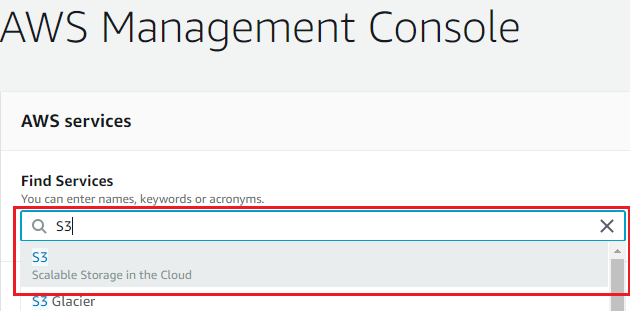 AWS Management Console
AWS services
Find Services
You can enter names, keywords or acronyms.
S3
S3
Scalable Storage in the Cloud
S3 Glacier